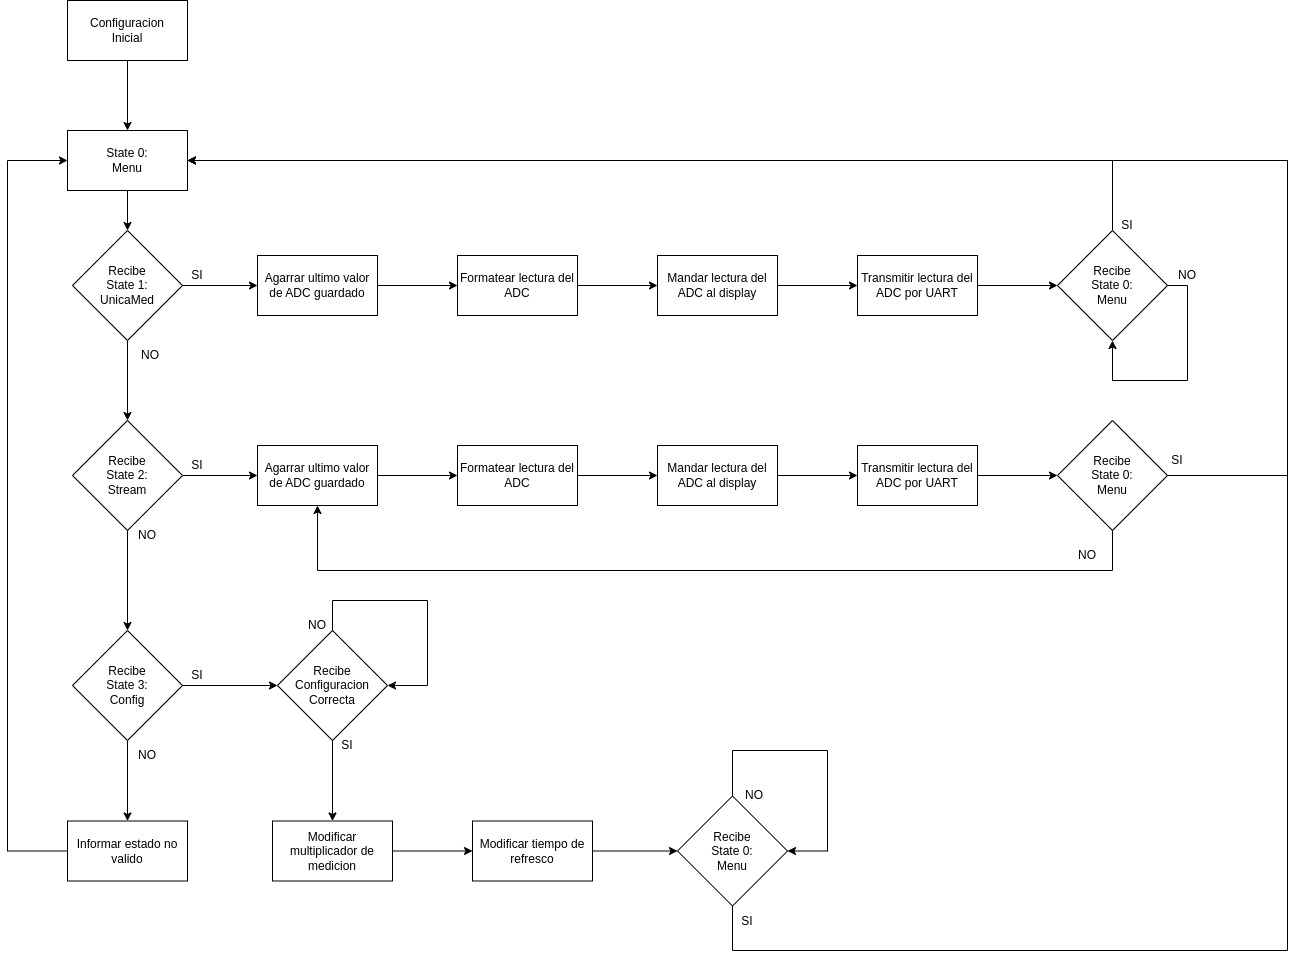 Configuracion
Inicial
State 0:
Menu
Recibe
State 1:
UnicaMed
SI
NO
Agarrar ultimo valor
de ADC guardado
Formatear lectura del
ADC
Mandar lectura del
ADC al display
Transmitir lectura del
ADC por UART
Recibe
State 0:
Menu
SI
NO
Recibe
State 2:
Stream
SI
NO
Agarrar ultimo valor
de ADC guardado
Formatear lectura del
ADC
Mandar lectura del
ADC al display
Transmitir lectura del
ADC por UART
Recibe
State 0:
Menu
SI
NO
Recibe
State 3:
Config
SI
NO
Recibe
Configuracion
Correcta
NO
SI
Informar estado no
valido
Modificar
multiplicador de
medicion
Modificar tiempo de
refresco
Recibe
State 0:
Menu
NO
SI